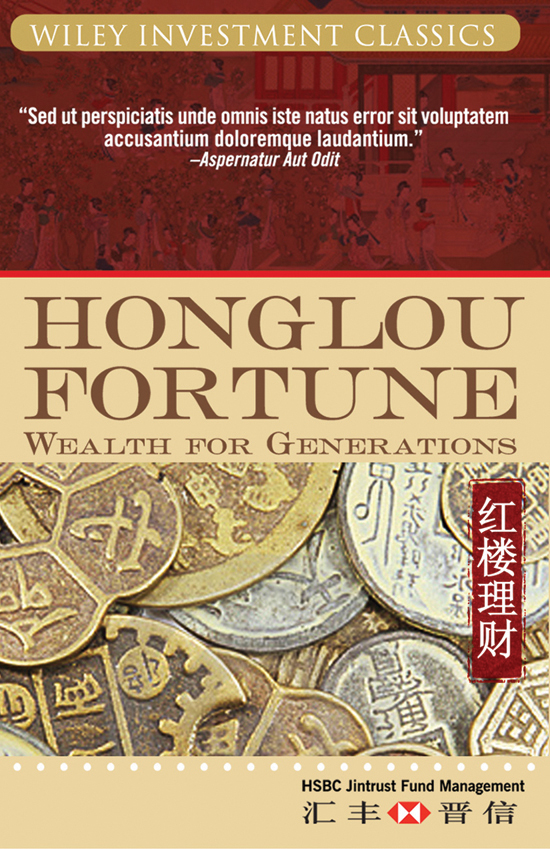 WILEY INVESTMENT CLASSICS
“Sed ut perspiciatis unde omnis iste natus error sit voluptatem
accusantium doloremque laudantium.”
–Aspernatur Aut Odit
HONGLOU
FORTUNE
WEALTH FOR GENERATIONS
红楼理财
HSBC Jintrust Fund Management
汇丰 晋信